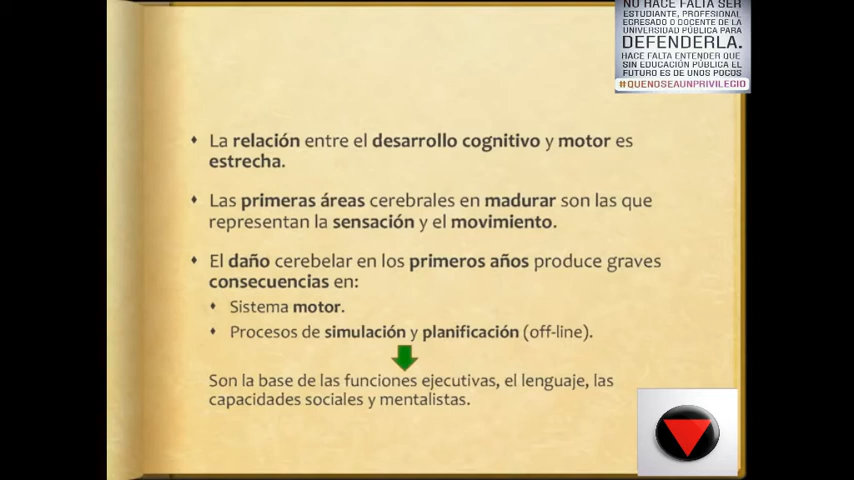 NO HACE FALTA SER
ESTUDIANTE, PROFESIONAL,
EGRESADO O DOCENTE DE LA
UNIVERSIDAD PÚBLICA PARA
DEFENDERLA.
HACE FALTA ENTENDER QUE
SIN EDUCACIÓN PÚBLICA EL
FUTURO ES DE UNOS POCOS
#QUENOSEAUNPRIVILEGIO
La relación entre el desarrollo cognitivo y motor es
estrecha.
Las primeras áreas cerebrales en madurar son las que
representan la sensación y el movimiento.
El daño cerebelar en los primeros años produce graves
consecuencias en:
Sistema motor.
Procesos de simulación y planificación (off-line).
Son la base de las funciones ejecutivas, el lenguaje, las
capacidades sociales y mentalistas.